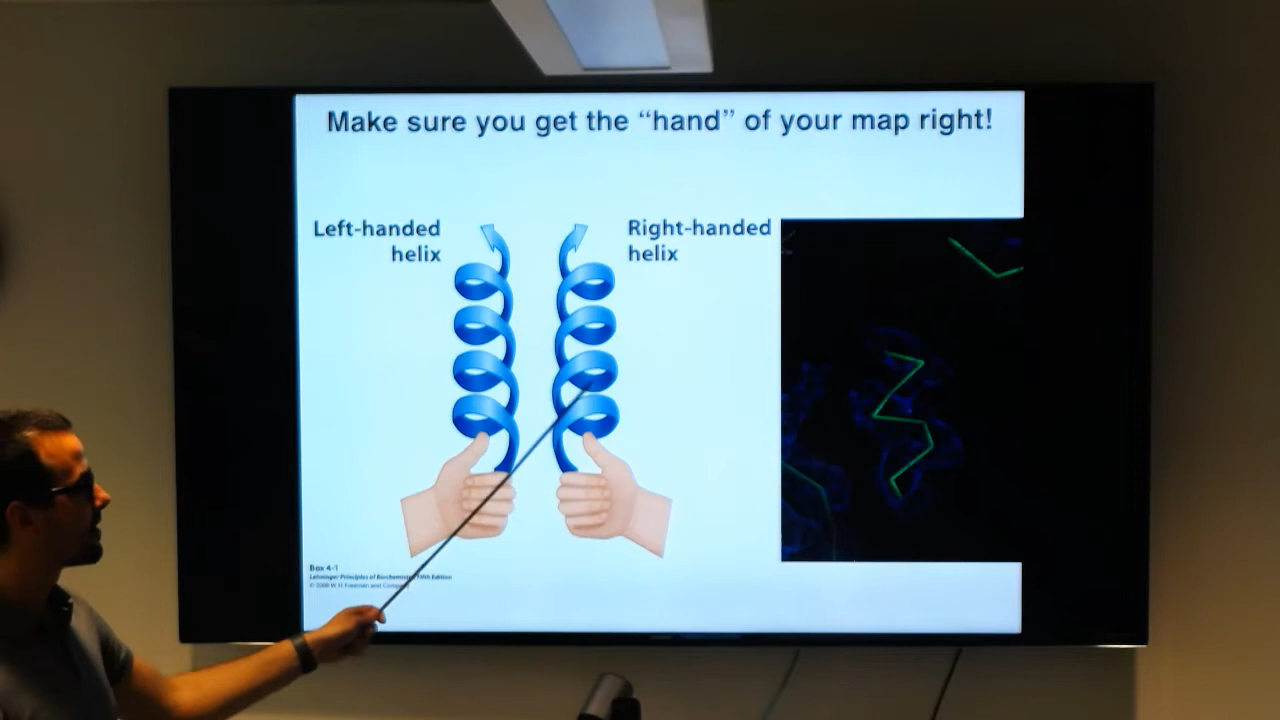 Make sure you get the “hand” of your map right!
Left-handed
helix
Right-handed
helix
Box 4-1
Lehninger Principles of Biochemistry, Fifth Edition
© 2008 W. H. Freeman and Company